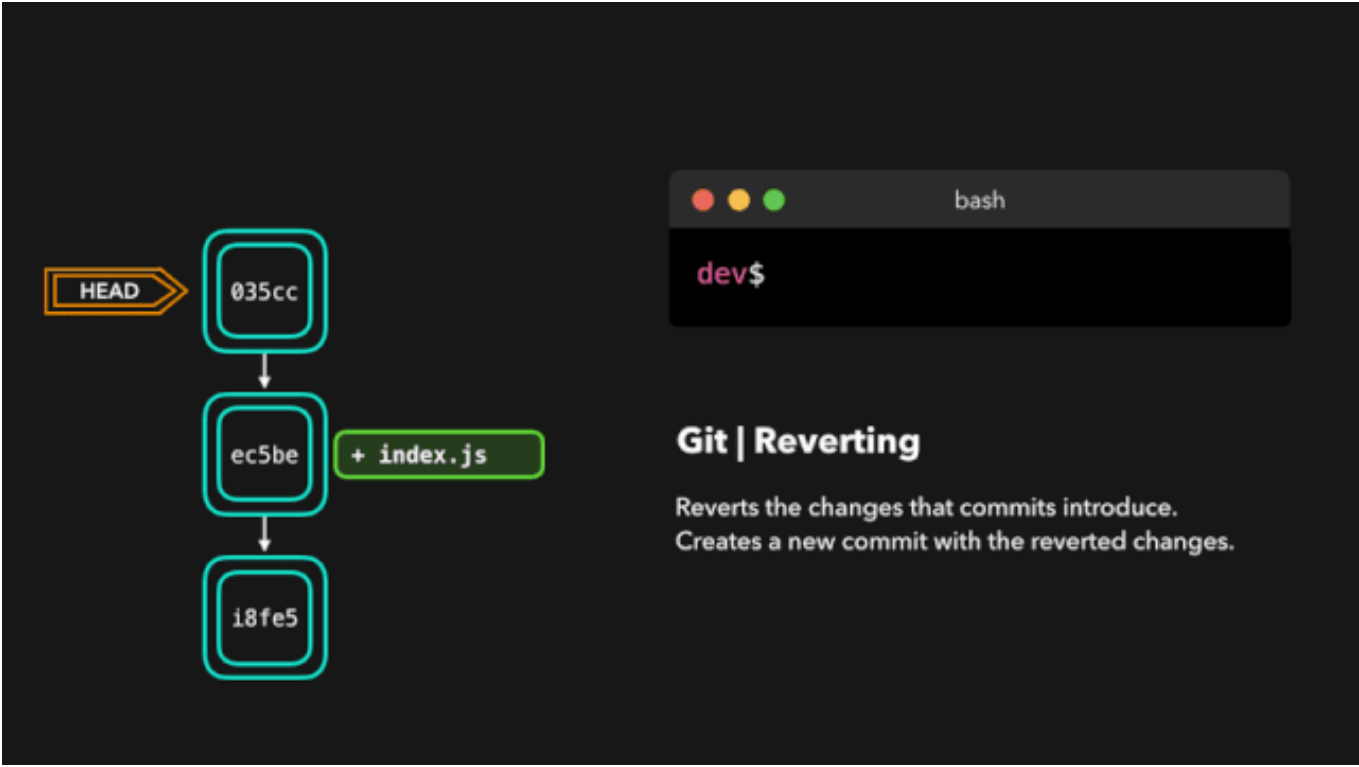 bash
dev$
HEAD
035cc
ec5be
+ index.js
i8fe5
Git | Reverting
Reverts the changes that commits introduce.
Creates a new commit with the reverted changes.